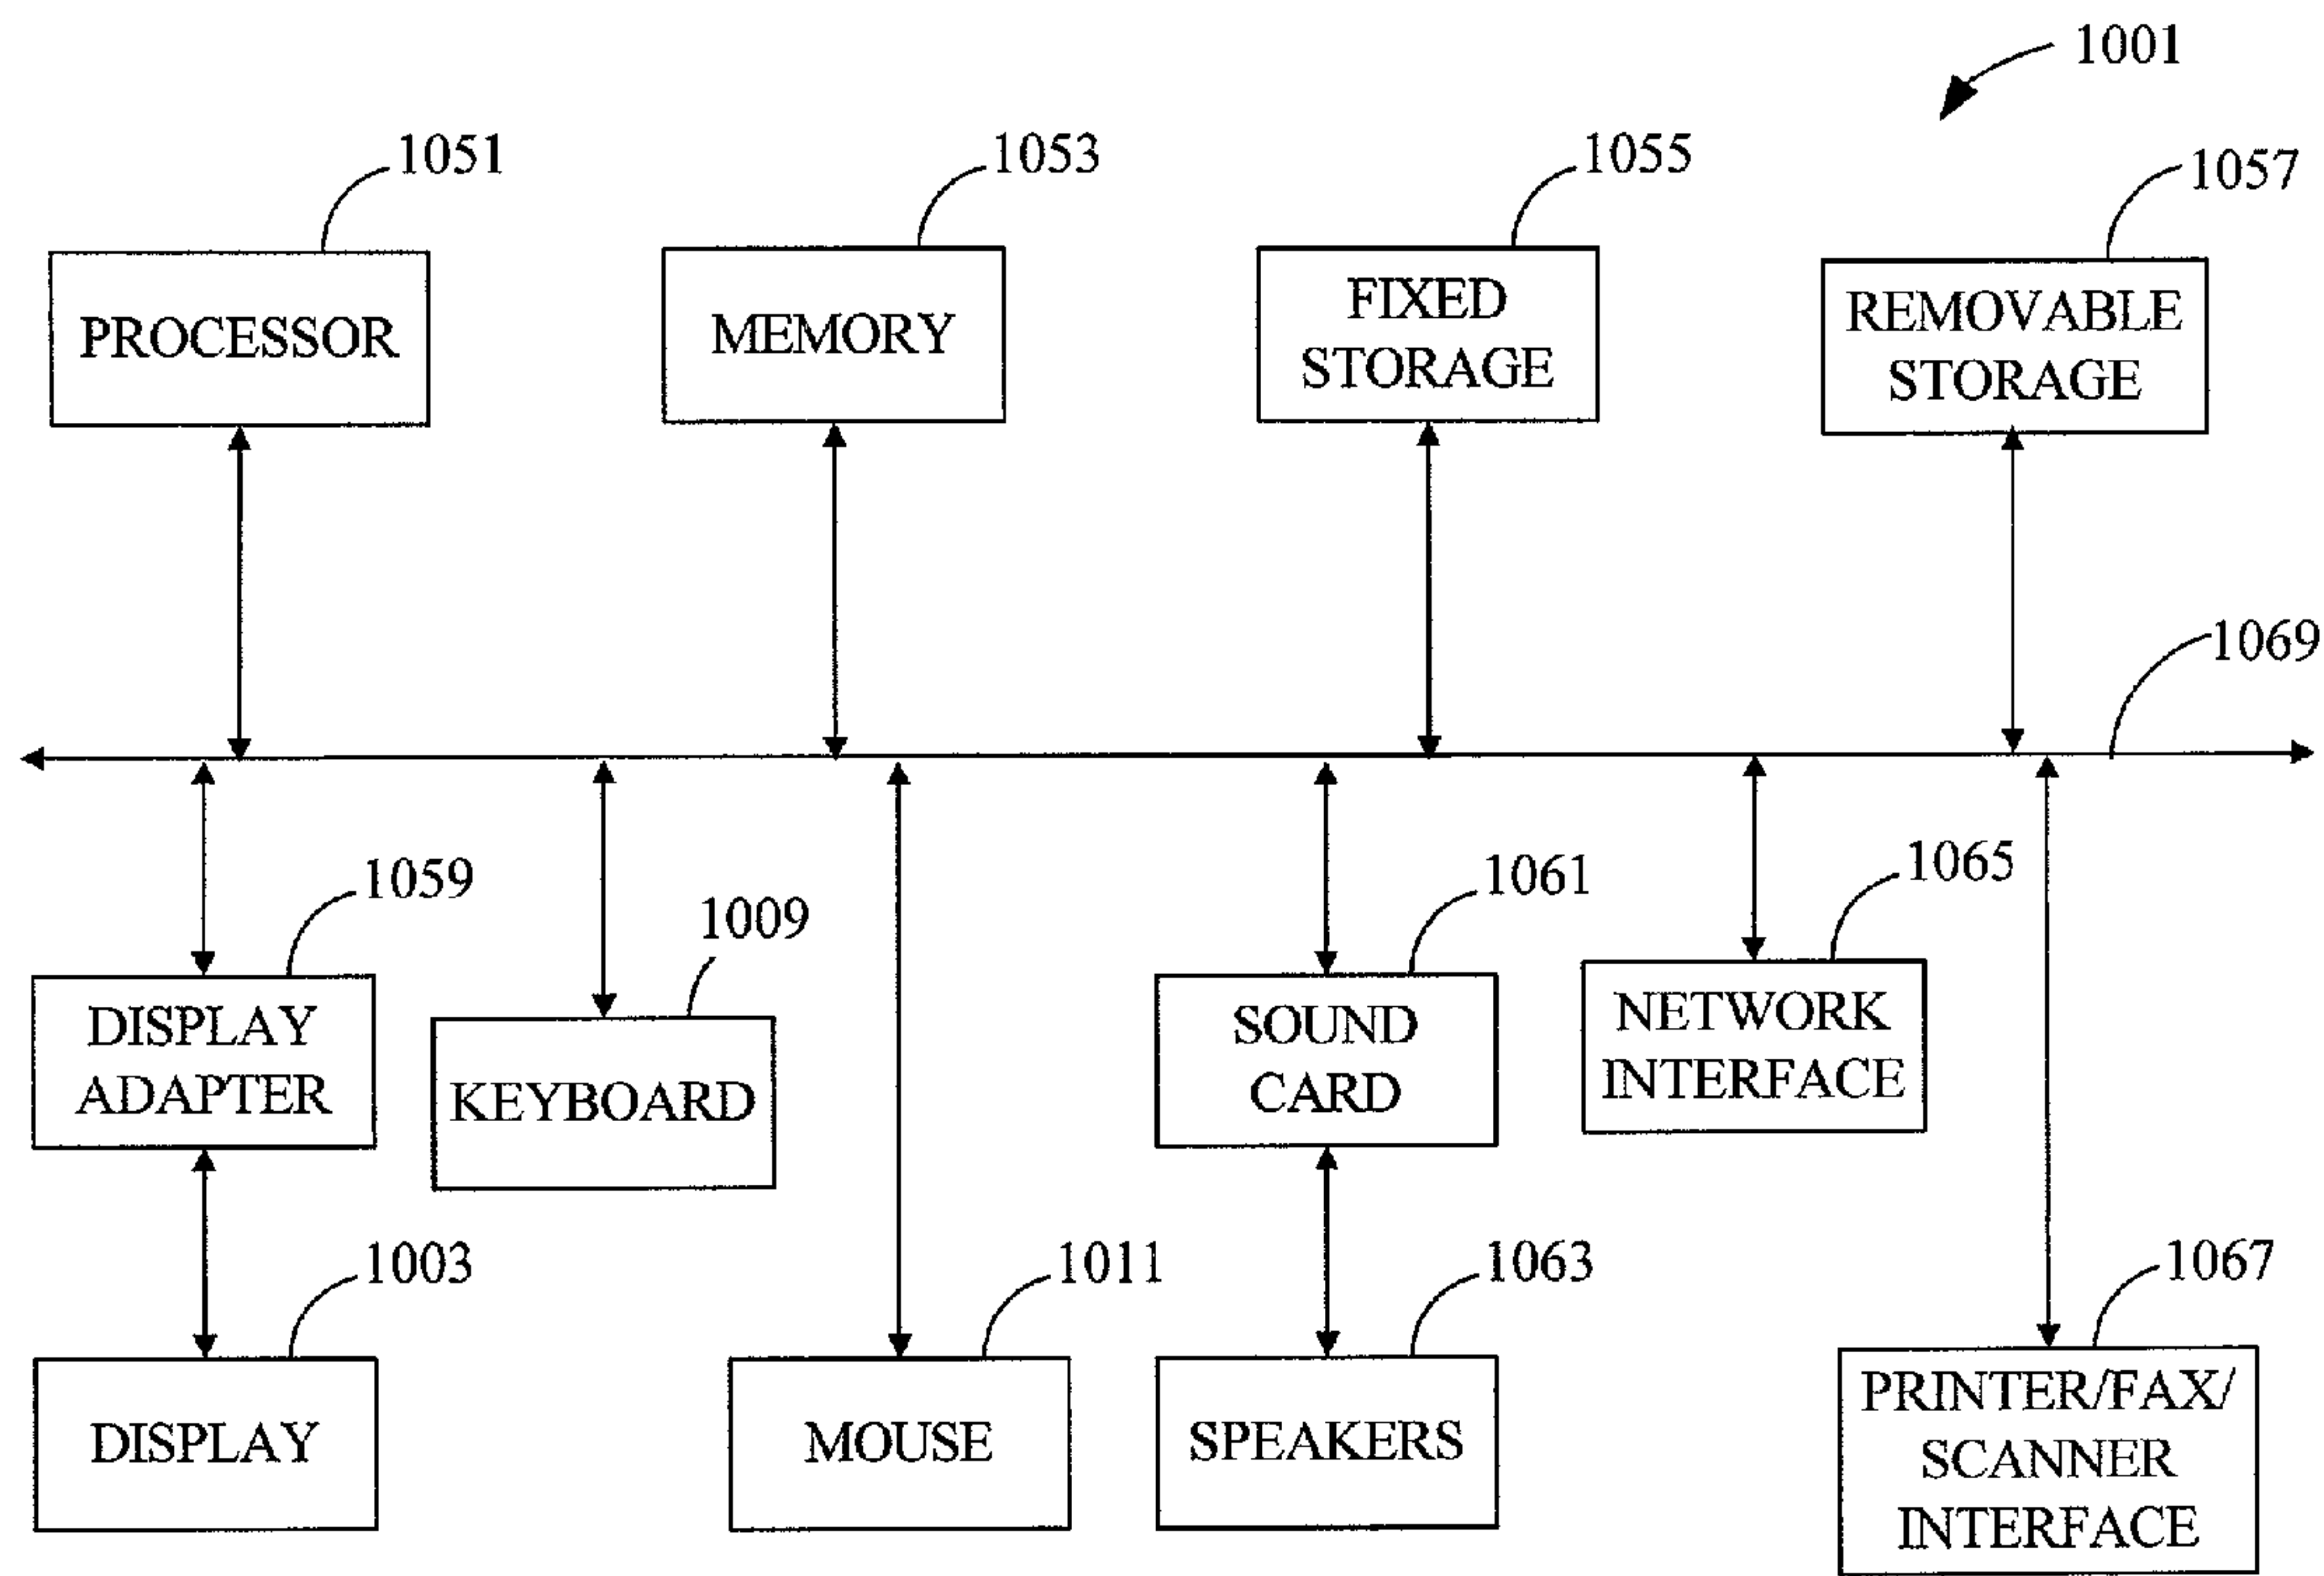 1001
1051
1053
1055
1057
PROCESSOR
MEMORY
FIXED
STORAGE
REMOVABLE
STORAGE
1069
1059
1009
1061
1065
DISPLAY
ADAPTER
KEYBOARD
SOUND
CARD
NETWORK
INTERFACE
1003
1011
1063
1067
DISPLAY
MOUSE
SPEAKERS
PRINTER/FAX/
SCANNER
INTERFACE